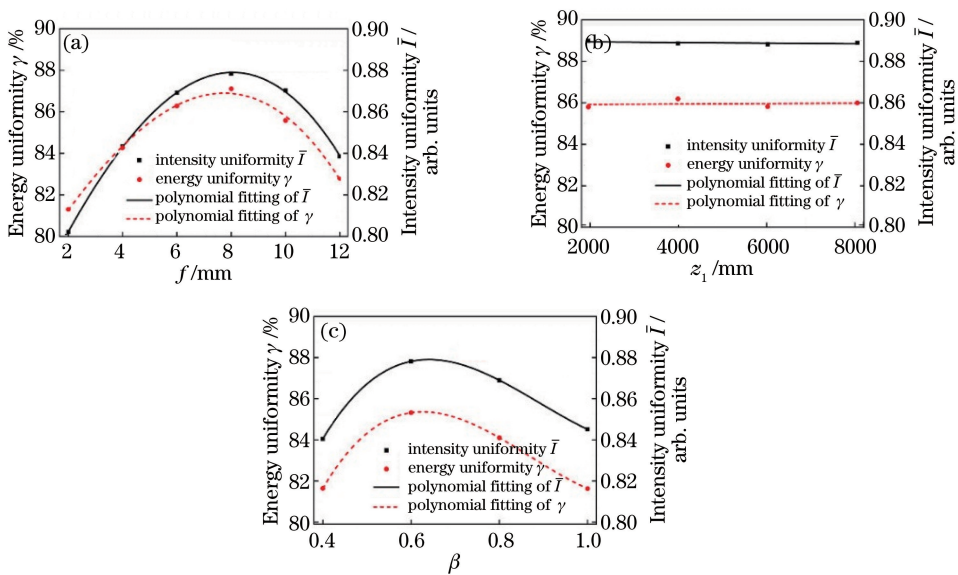 (a)
Energy uniformity γ /%
90
88
86
84
82
80
2 4 6 8 10 12
f /mm
0.90
0.88
0.86
0.84
0.82
0.80
Intensity uniformity Ī /
arb. units
intensity uniformity Ī
energy uniformity γ
polynomial fitting of Ī
polynomial fitting of γ
(b)
Energy uniformity γ /%
90
88
86
84
82
80
2000 4000 6000 8000
z₁ /mm
0.90
0.88
0.86
0.84
0.82
0.80
Intensity uniformity Ī /
arb. units
intensity uniformity Ī
energy uniformity γ
polynomial fitting of Ī
polynomial fitting of γ
(c)
Energy uniformity γ /%
90
88
86
84
82
80
0.4 0.6 0.8 1.0
β
0.90
0.88
0.86
0.84
0.82
0.80
Intensity uniformity Ī /
arb. units
intensity uniformity Ī
energy uniformity γ
polynomial fitting of Ī
polynomial fitting of γ